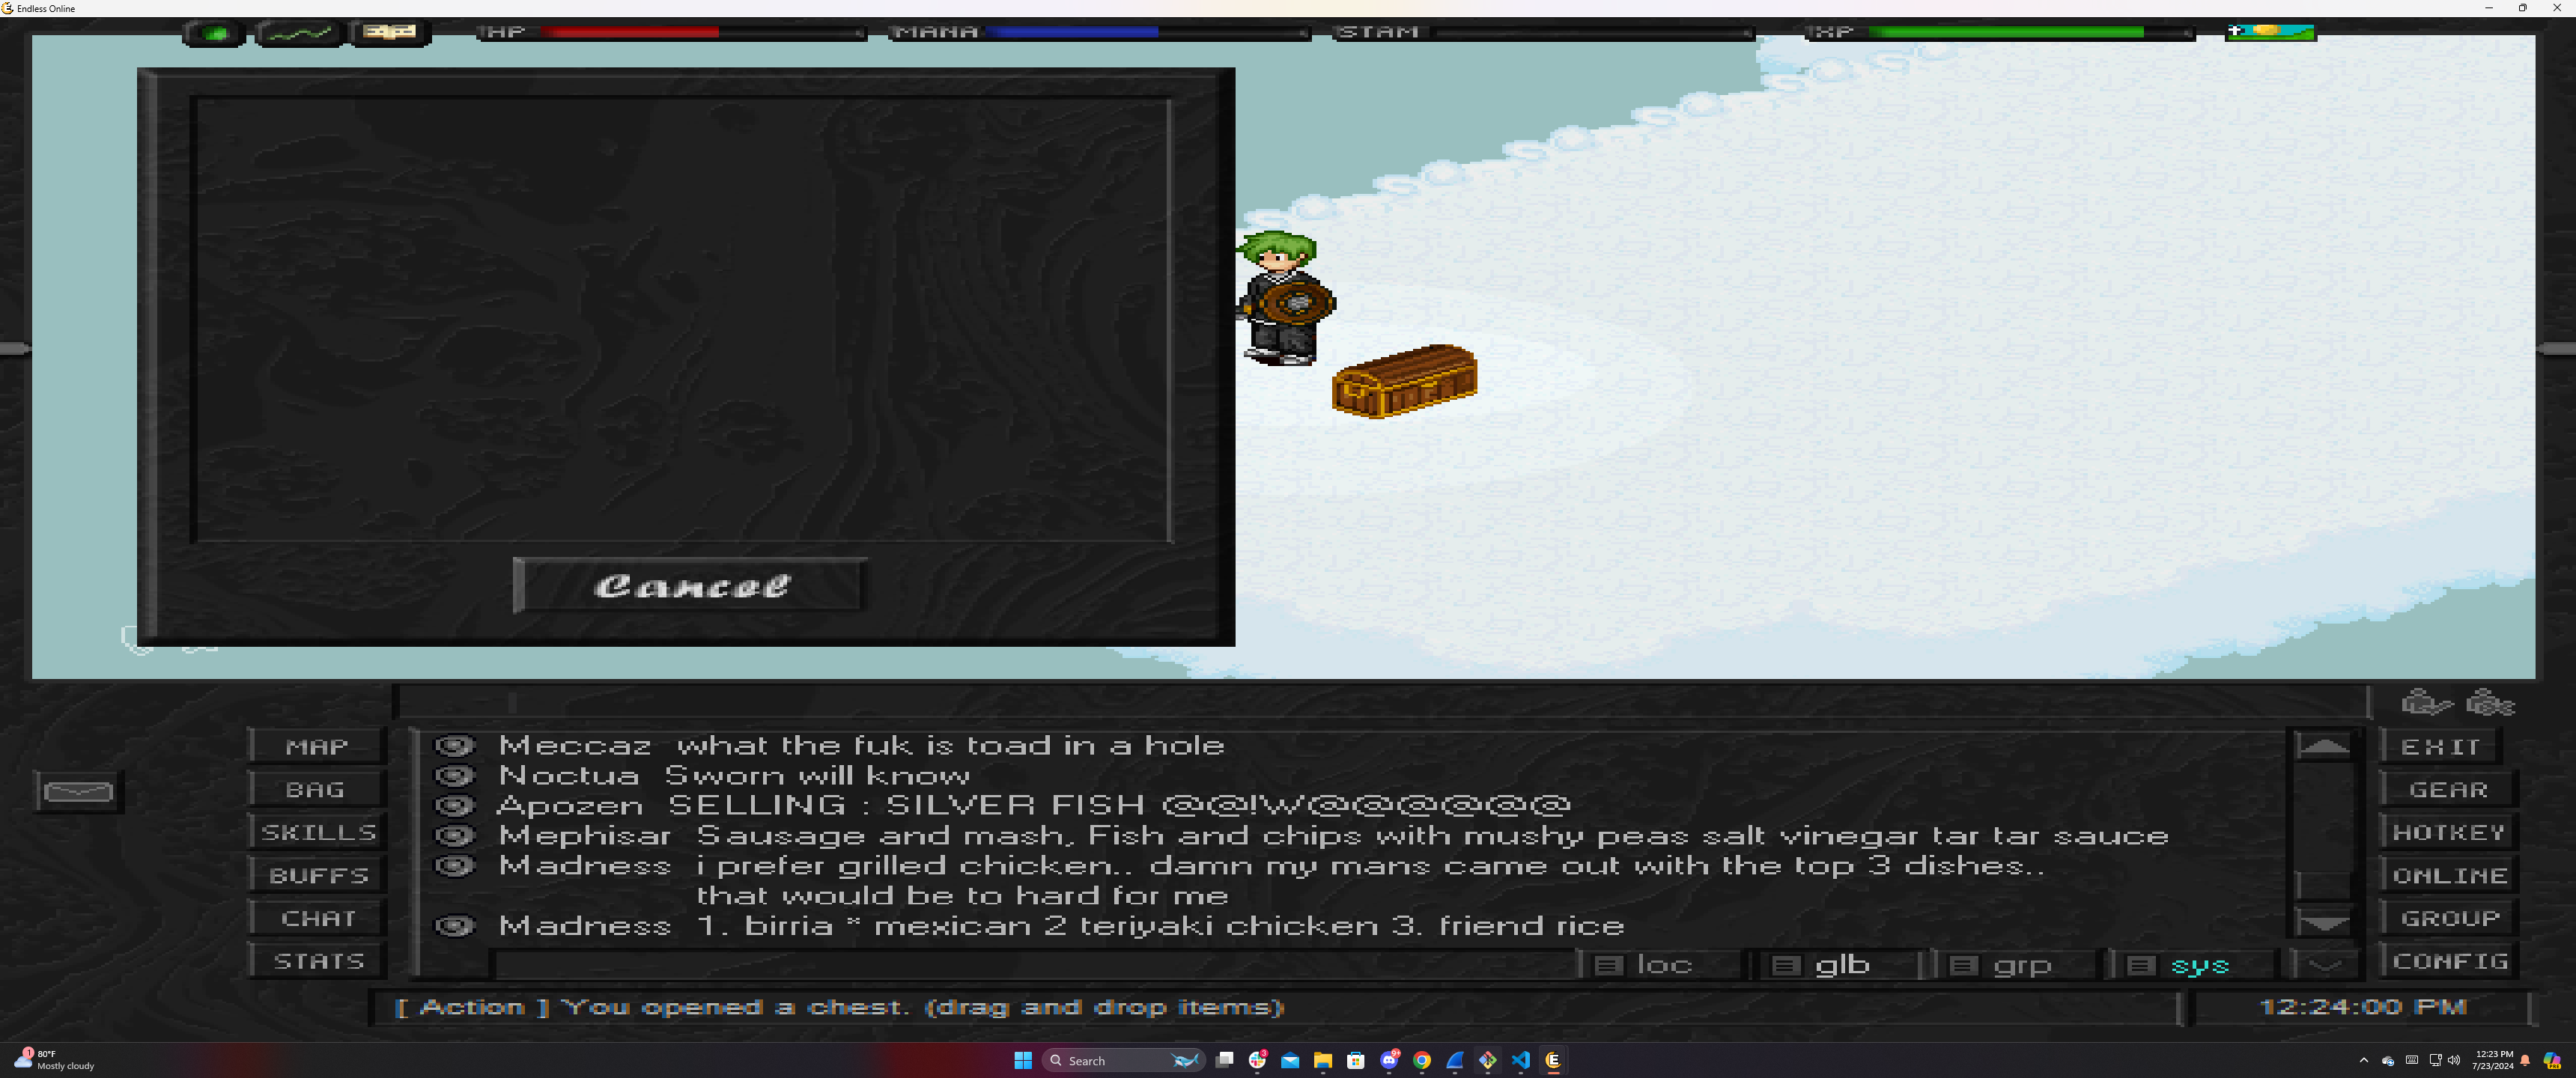 Endless Online
HP
MANA
STAM
XP
Cancel
MAP
BAG
SKILLS
BUFFS
CHAT
STATS
Meccaz what the fuk is toad in a hole
Noctua Sworn will know
Apozen SELLING : SILVER FISH @@!W@@@@@@
Mephisar Sausage and mash, Fish and chips with mushy peas salt vinegar tar tar sauce
Madness i prefer grilled chicken.. damn my mans came out with the top 3 dishes..
that would be to hard for me
Madness 1. birria * mexican 2 teriyaki chicken 3. friend rice
loc
glb
grp
sys
EXIT
GEAR
HOTKEY
ONLINE
GROUP
CONFIG
[ Action ] You opened a chest. (drag and drop items)
12:24:00 PM
1
80°F
Mostly cloudy
Search
3
9+
E
12:23 PM
7/23/2024